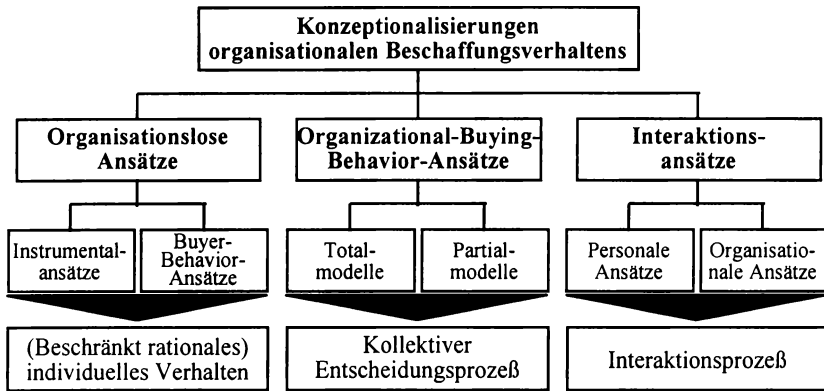 Konzeptionalisierungen
organisationalen Beschaffungsverhaltens
Organisationslose
Ansätze
Organizational-Buying-
Behavior-Ansätze
Interaktions-
ansätze
Instrumental-
ansätze
Buyer-
Behavior-
Ansätze
Total-
modelle
Partial-
modelle
Personale
Ansätze
Organisatio-
nale Ansätze
(Beschränkt rationales)
individuelles Verhalten
Kollektiver
Entscheidungsprozeß
Interaktionsprozeß